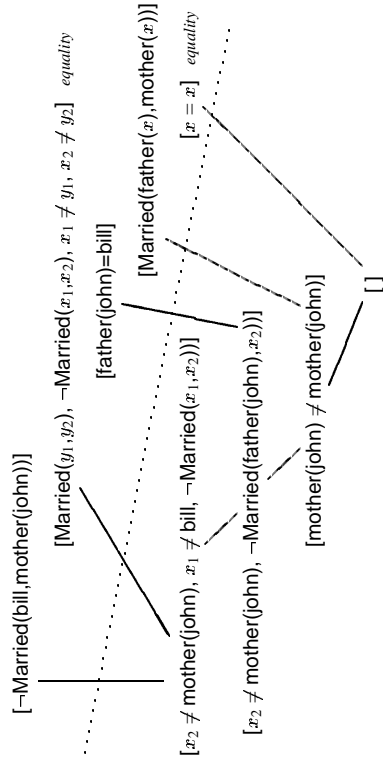 [¬Married(bill,mother(john))]
[Married(y₁,y₂), ¬Married(x₁,x₂), x₁ ≠ y₁, x₂ ≠ y₂] equality
[father(john)=bill]
[Married(father(x),mother(x))]
[x = x] equality
[x₂ ≠ mother(john), x₁ ≠ bill, ¬Married(x₁,x₂))]
[x₂ ≠ mother(john), ¬Married(father(john),x₂))]
[mother(john) ≠ mother(john)]
[ ]